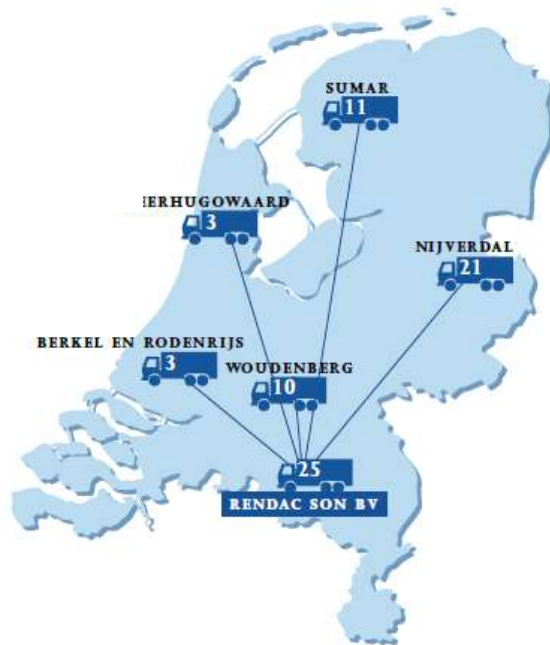 SUMAR
11
ERHUGOWAARD
3
NIJVERDAL
21
BERKEL EN RODENRIJS
3
WOUDENBERG
10
25
RENDAC SON BV